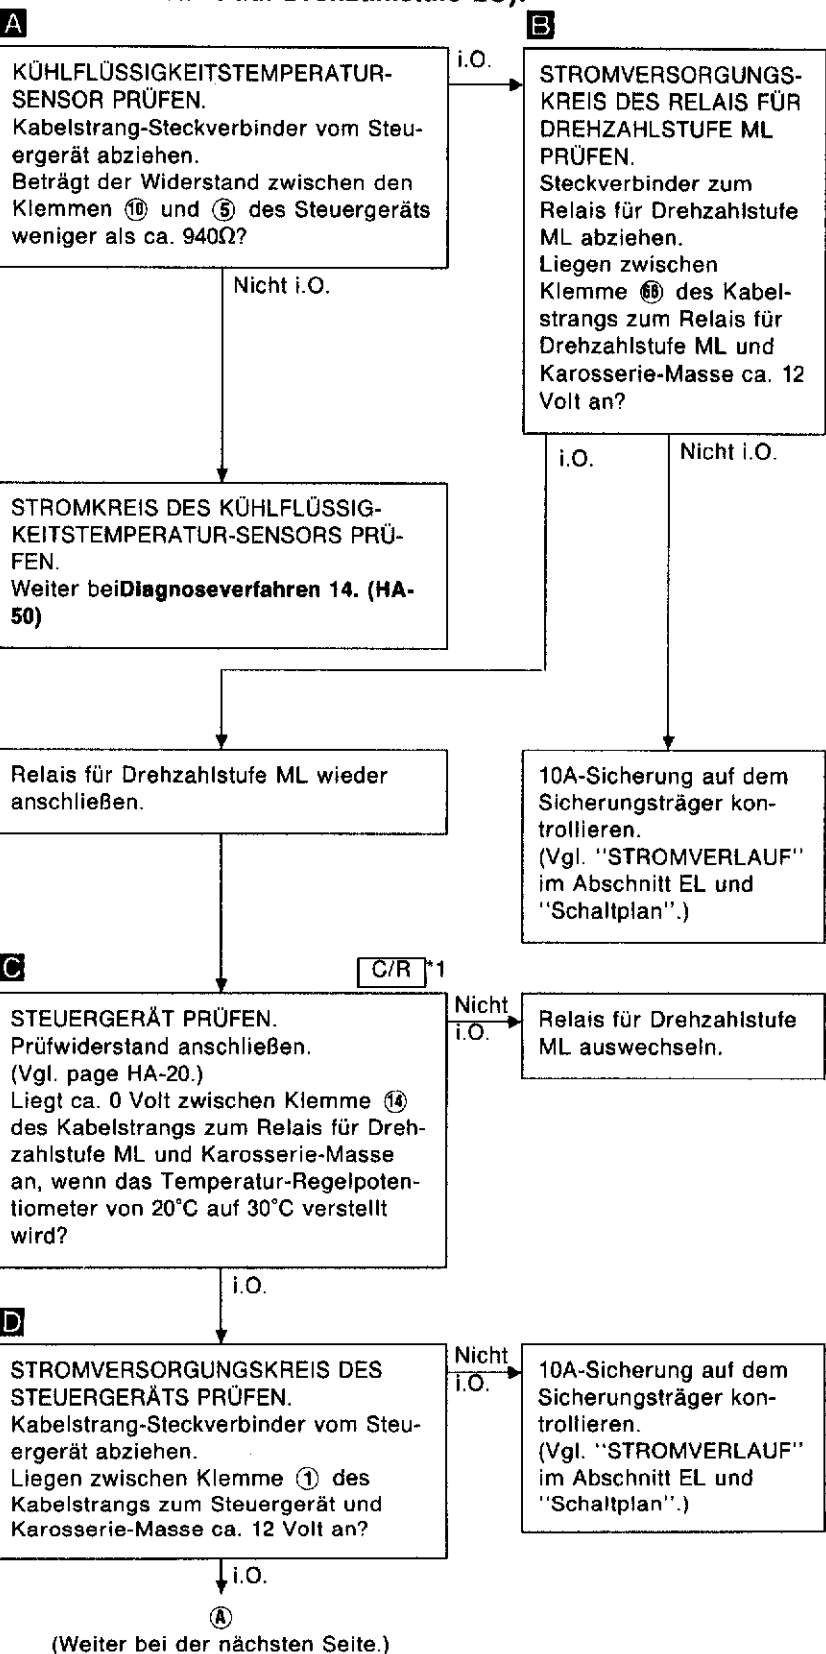 A
KÜHLFLÜSSIGKEITSTEMPERATUR-
SENSOR PRÜFEN.
Kabelstrang-Steckverbinder vom Steu-
ergerät abziehen.
Beträgt der Widerstand zwischen den
Klemmen ⑩ und ⑤ des Steuergeräts
weniger als ca. 940Ω?
i.O.
B
STROMVERSORGUNGS-
KREIS DES RELAIS FÜR
DREHZAHLSTUFE ML
PRÜFEN.
Steckverbinder zum
Relais für Drehzahlstufe
ML abziehen.
Liegen zwischen
Klemme des Kabel-
strangs zum Relais für
Drehzahlstufe ML und
Karosserie-Masse ca. 12
Volt an?
Nicht i.O.
i.O.
Nicht i.O.
STROMKREIS DES KÜHLFLÜSSIG-
KEITSTEMPERATUR-SENSORS PRÜ-
FEN.
Weiter beiDiagnoseverfahren 14. (HA-
50)
Relais für Drehzahlstufe ML wieder
anschließen.
10A-Sicherung auf dem
Sicherungsträger kon-
trollieren.
(Vgl. "STROMVERLAUF"
im Abschnitt EL und
"Schaltplan".)
C
C/R *1
STEUERGERÄT PRÜFEN.
Prüfwiderstand anschließen.
(Vgl. page HA-20.)
Liegt ca. 0 Volt zwischen Klemme ⑭
des Kabelstrangs zum Relais für Dreh-
zahlstufe ML und Karosserie-Masse
an, wenn das Temperatur-Regelpoten-
tiometer von 20°C auf 30°C verstellt
wird?
Nicht
i.O.
Relais für Drehzahlstufe
ML auswechseln.
i.O.
D
STROMVERSORGUNGSKREIS DES
STEUERGERÄTS PRÜFEN.
Kabelstrang-Steckverbinder vom Steu-
ergerät abziehen.
Liegen zwischen Klemme ① des
Kabelstrangs zum Steuergerät und
Karosserie-Masse ca. 12 Volt an?
Nicht
i.O.
10A-Sicherung auf dem
Sicherungsträger kon-
trollieren.
(Vgl. "STROMVERLAUF"
im Abschnitt EL und
"Schaltplan".)
i.O.
Ⓐ
(Weiter bei der nächsten Seite.)